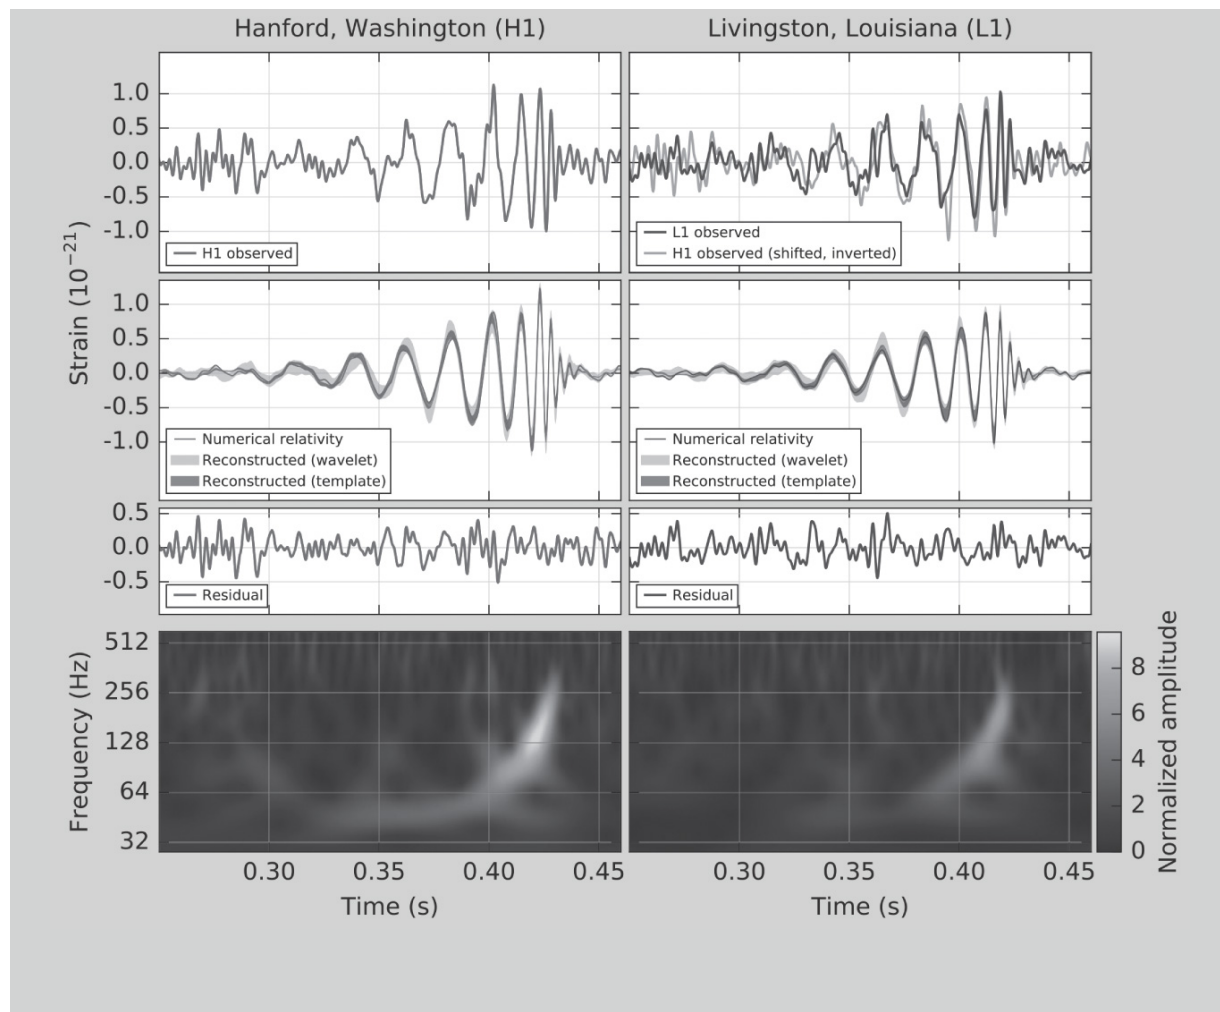 Hanford, Washington (H1)
Livingston, Louisiana (L1)
Strain (10⁻²¹)
1.0
0.5
0.0
-0.5
-1.0
H1 observed
L1 observed
H1 observed (shifted, inverted)
1.0
0.5
0.0
-0.5
-1.0
Numerical relativity
Reconstructed (wavelet)
Reconstructed (template)
Numerical relativity
Reconstructed (wavelet)
Reconstructed (template)
0.5
0.0
-0.5
Residual
Residual
Frequency (Hz)
512
256
128
64
32
Normalized amplitude
8
6
4
2
0
0.30 0.35 0.40 0.45
0.30 0.35 0.40 0.45
Time (s)
Time (s)